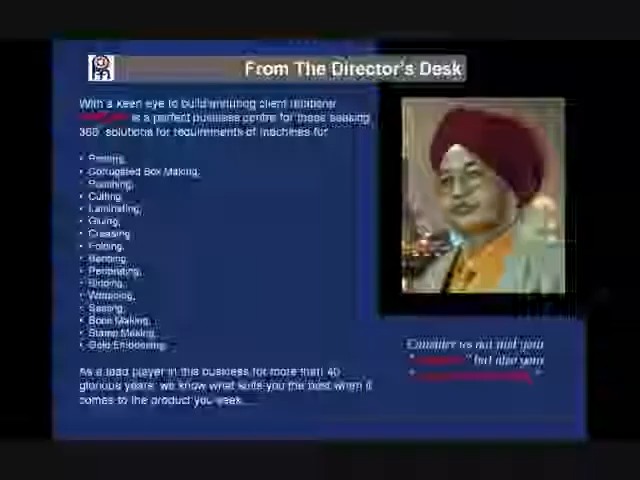 From The Director's Desk
With a keen eye to build enduring client relations
is a perfect business centre for those seeking
360 solutions for requirements of machines for
• Printing,
• Corrugated Box Making,
• Punching,
• Cutting,
• Laminating,
• Gluing,
• Creasing,
• Folding,
• Bending,
• Perforating,
• Binding,
• Wrapping,
• Sealing,
• Book Making,
• Stamp Making,
• Gold Embossing.
As a lead player in this business for more than 40
glorious years, we know what suits you the best when it
comes to the product you seek....
Consider us not just your
" " but also your
" "